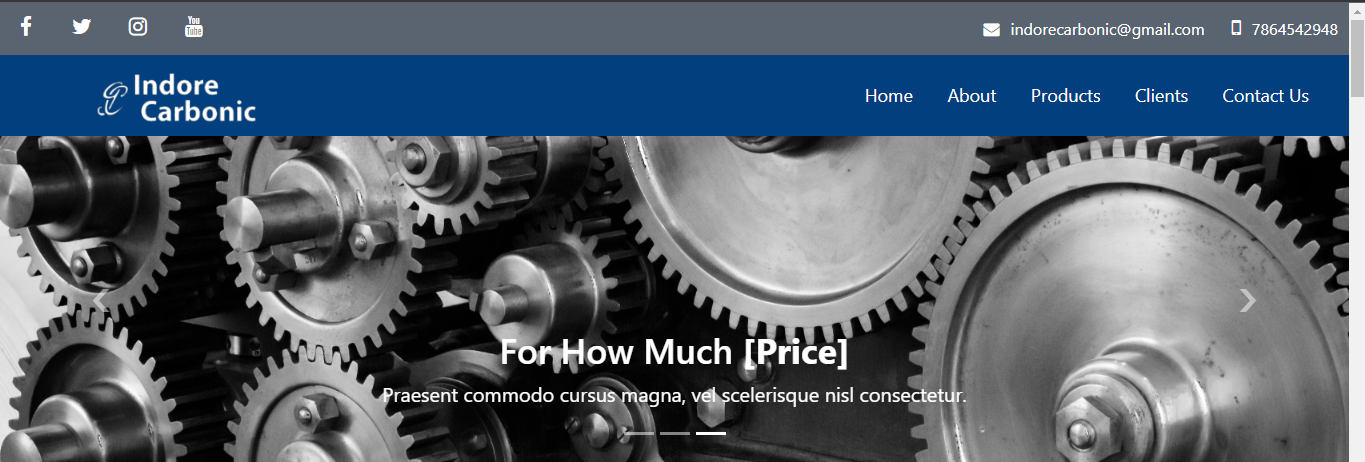 You
Tube
indorecarbonic@gmail.com
7864542948
Indore
Carbonic
Home
About
Products
Clients
Contact Us
For How Much [Price]
Praesent commodo cursus magna, vel scelerisque nisl consectetur.